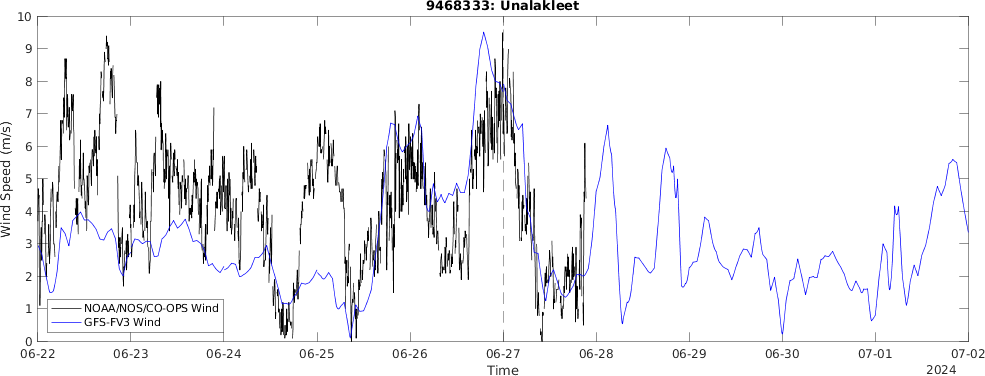 9468333: Unalakleet
10
9
8
7
6
5
4
3
2
1
0
Wind Speed (m/s)
NOAA/NOS/CO-OPS Wind
GFS-FV3 Wind
06-22 06-23 06-24 06-25 06-26 06-27 06-28 06-29 06-30 07-01 07-02
Time
2024